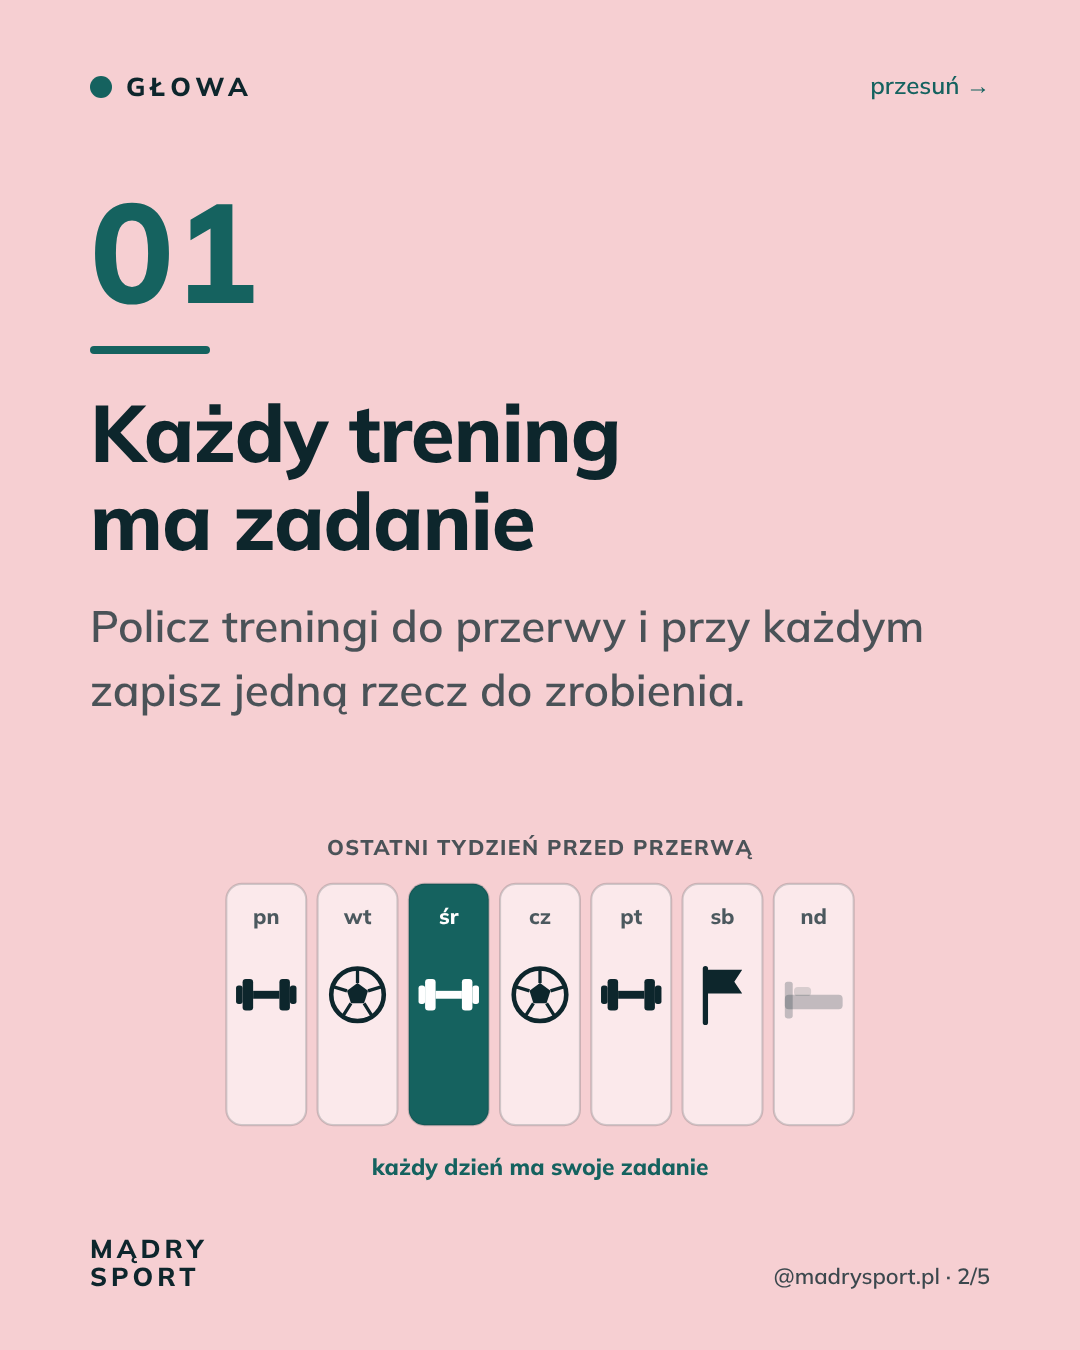 GŁOWA
przesuń →
01
Każdy trening
ma zadanie
Policz treningi do przerwy i przy każdym
zapisz jedną rzecz do zrobienia.
OSTATNI TYDZIEŃ PRZED PRZERWĄ
pn wt śr cz pt sb nd
każdy dzień ma swoje zadanie
MĄDRY
SPORT
@madrysport.pl · 2/5